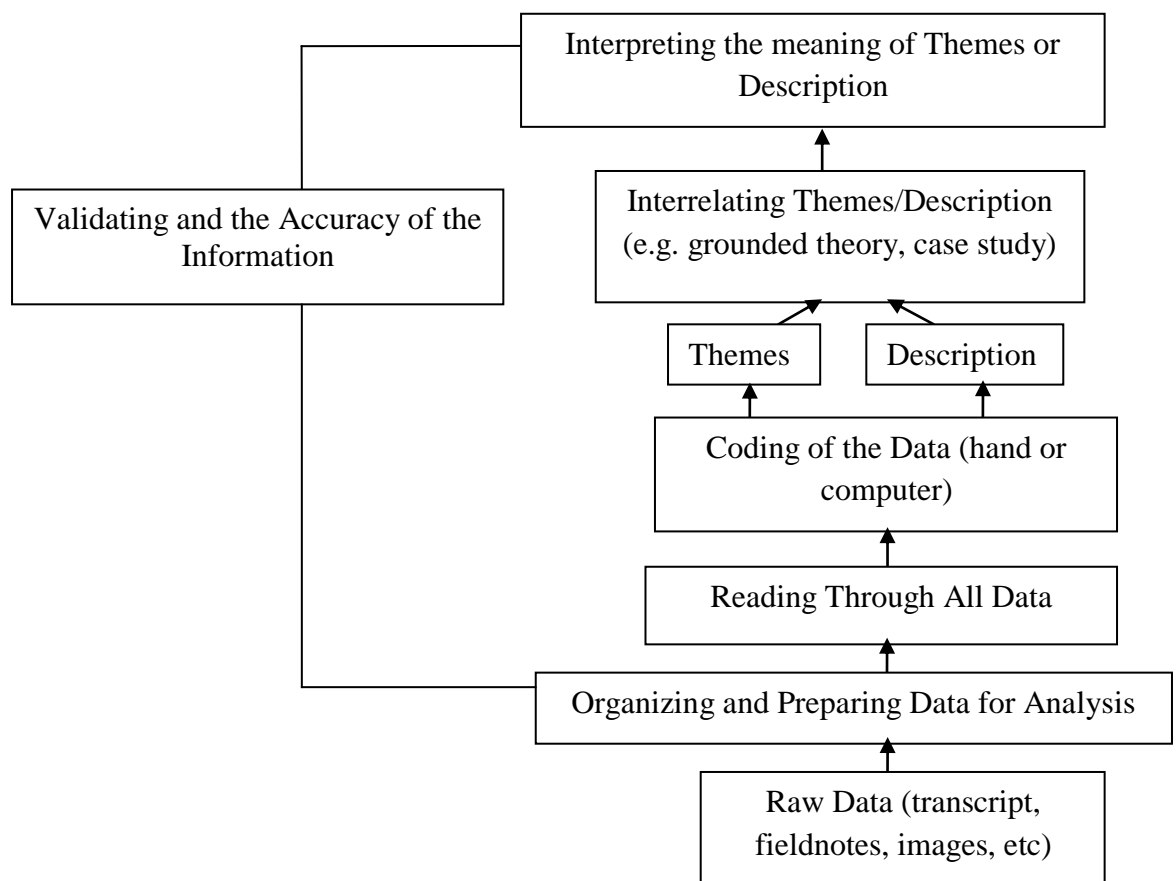 Interpreting the meaning of Themes or
Description
Interrelating Themes/Description
(e.g. grounded theory, case study)
Validating and the Accuracy of the
Information
Themes
Description
Coding of the Data (hand or
computer)
Reading Through All Data
Organizing and Preparing Data for Analysis
Raw Data (transcript,
fieldnotes, images, etc)